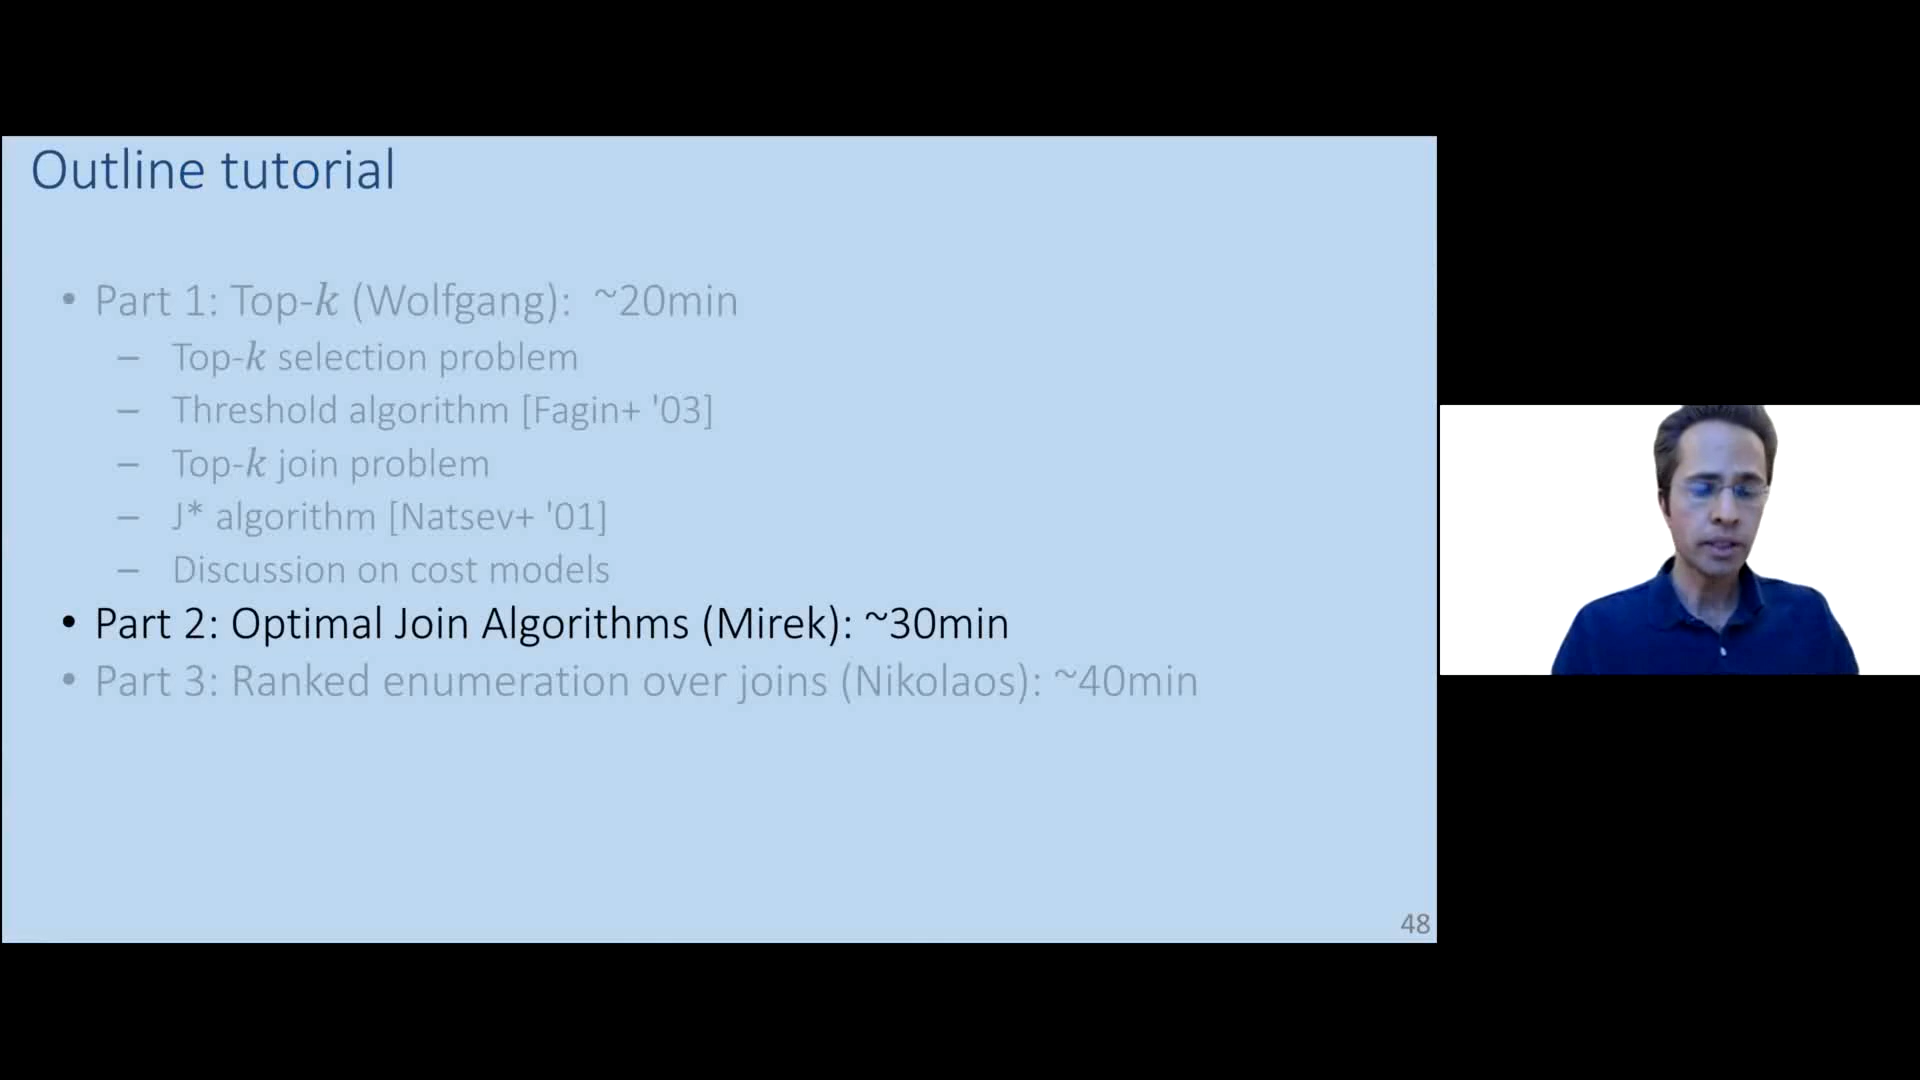 Outline tutorial
• Part 1: Top-k (Wolfgang): ~20min
– Top-k selection problem
– Threshold algorithm [Fagin+ '03]
– Top-k join problem
– J* algorithm [Natsev+ '01]
– Discussion on cost models
• Part 2: Optimal Join Algorithms (Mirek): ~30min
• Part 3: Ranked enumeration over joins (Nikolaos): ~40min
48